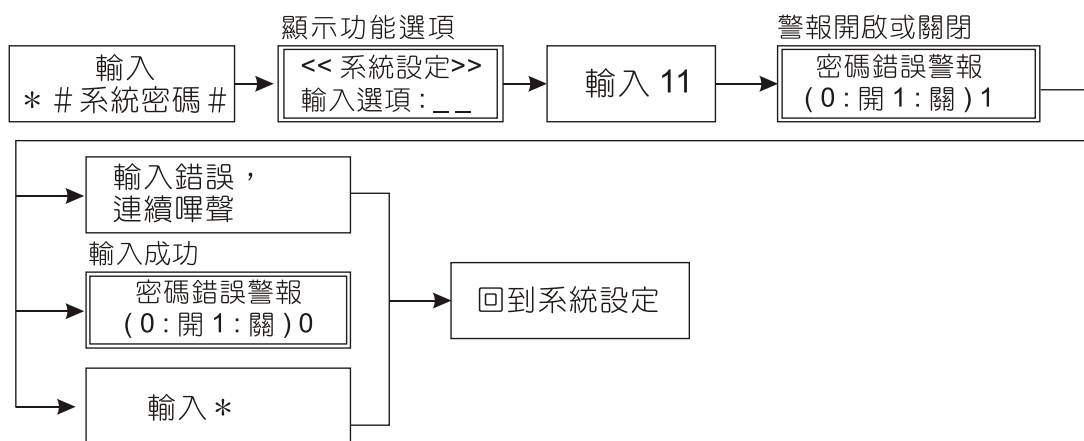 顯示功能選項
警報開啟或關閉
輸入
＊＃系統密碼＃
<< 系統設定>>
輸入選項：_ _
輸入 11
密碼錯誤警報
(0：開 1：關)1
輸入錯誤，
連續嗶聲
輸入成功
密碼錯誤警報
(0：開 1：關)0
回到系統設定
輸入＊